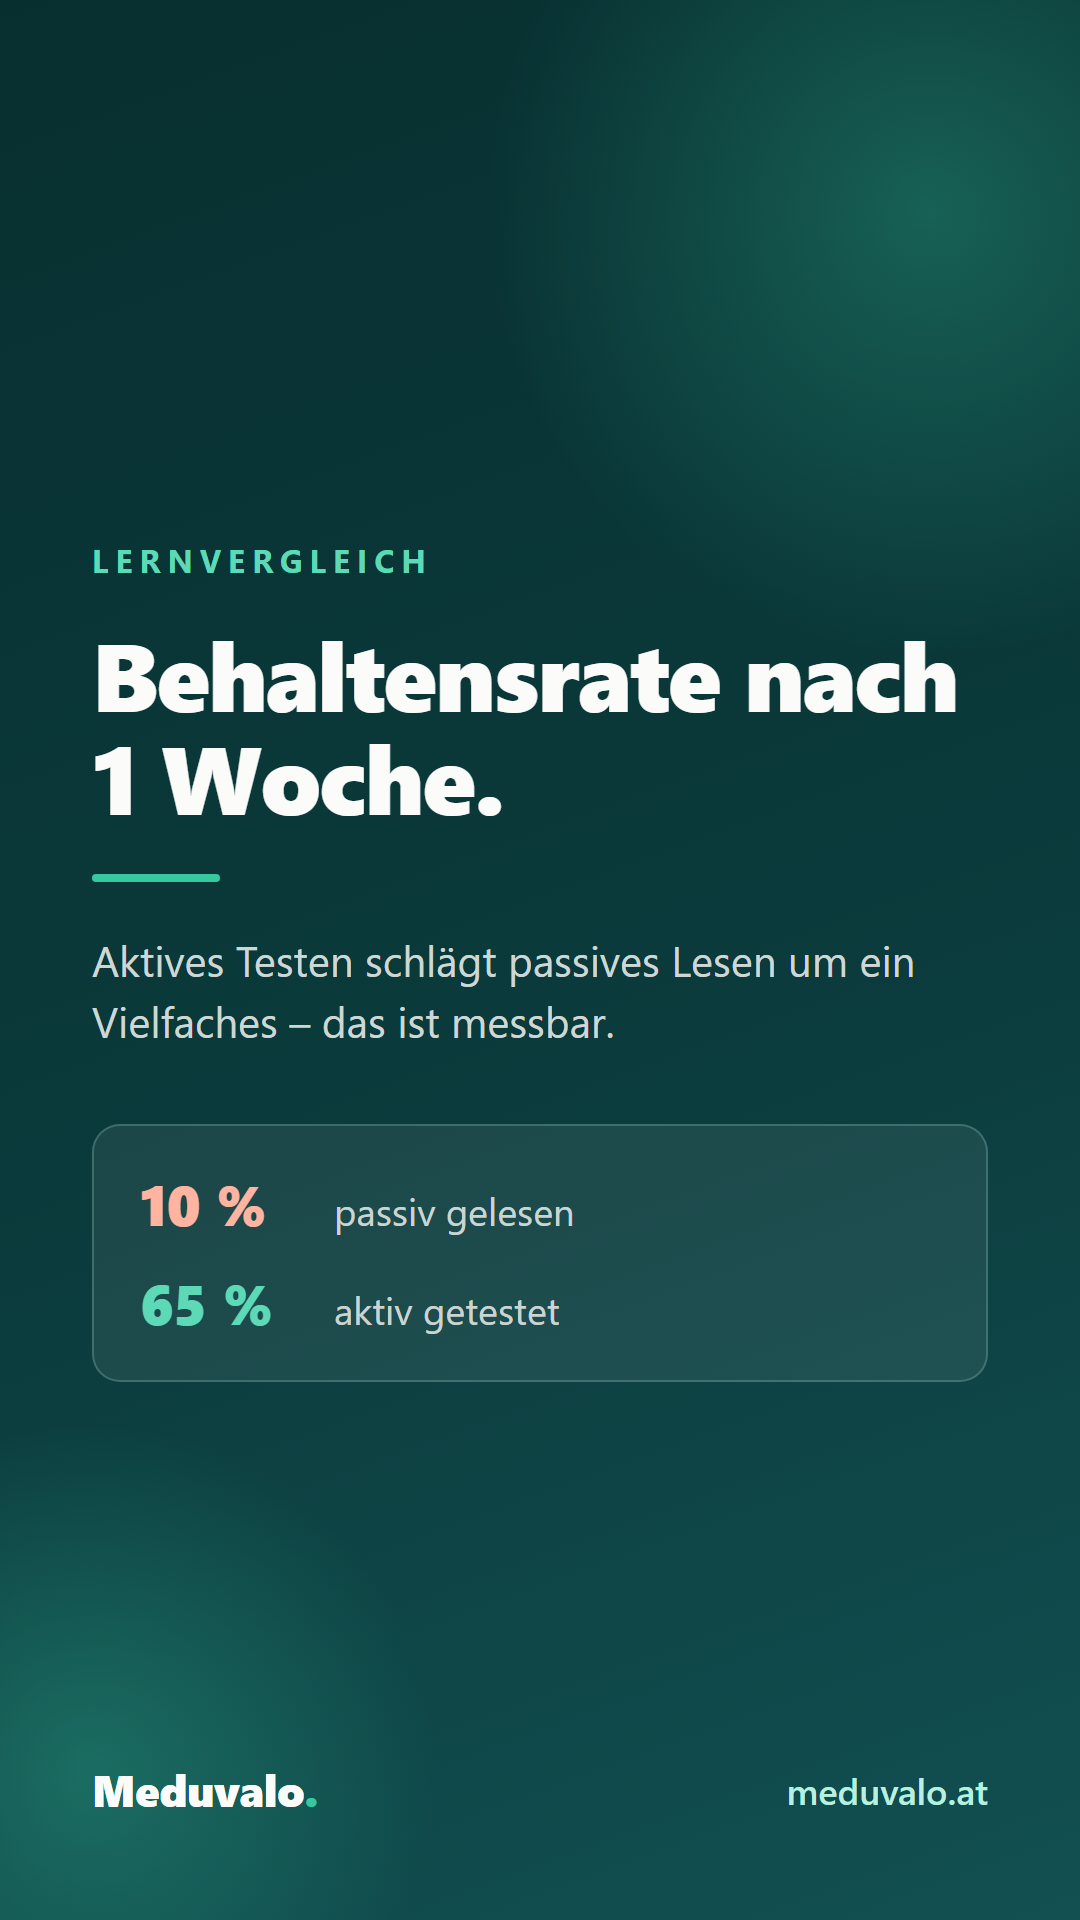 LERNVERGLEICH
Behaltensrate nach
1 Woche.
Aktives Testen schlägt passives Lesen um ein
Vielfaches – das ist messbar.
10 % passiv gelesen
65 % aktiv getestet
Meduvalo. meduvalo.at